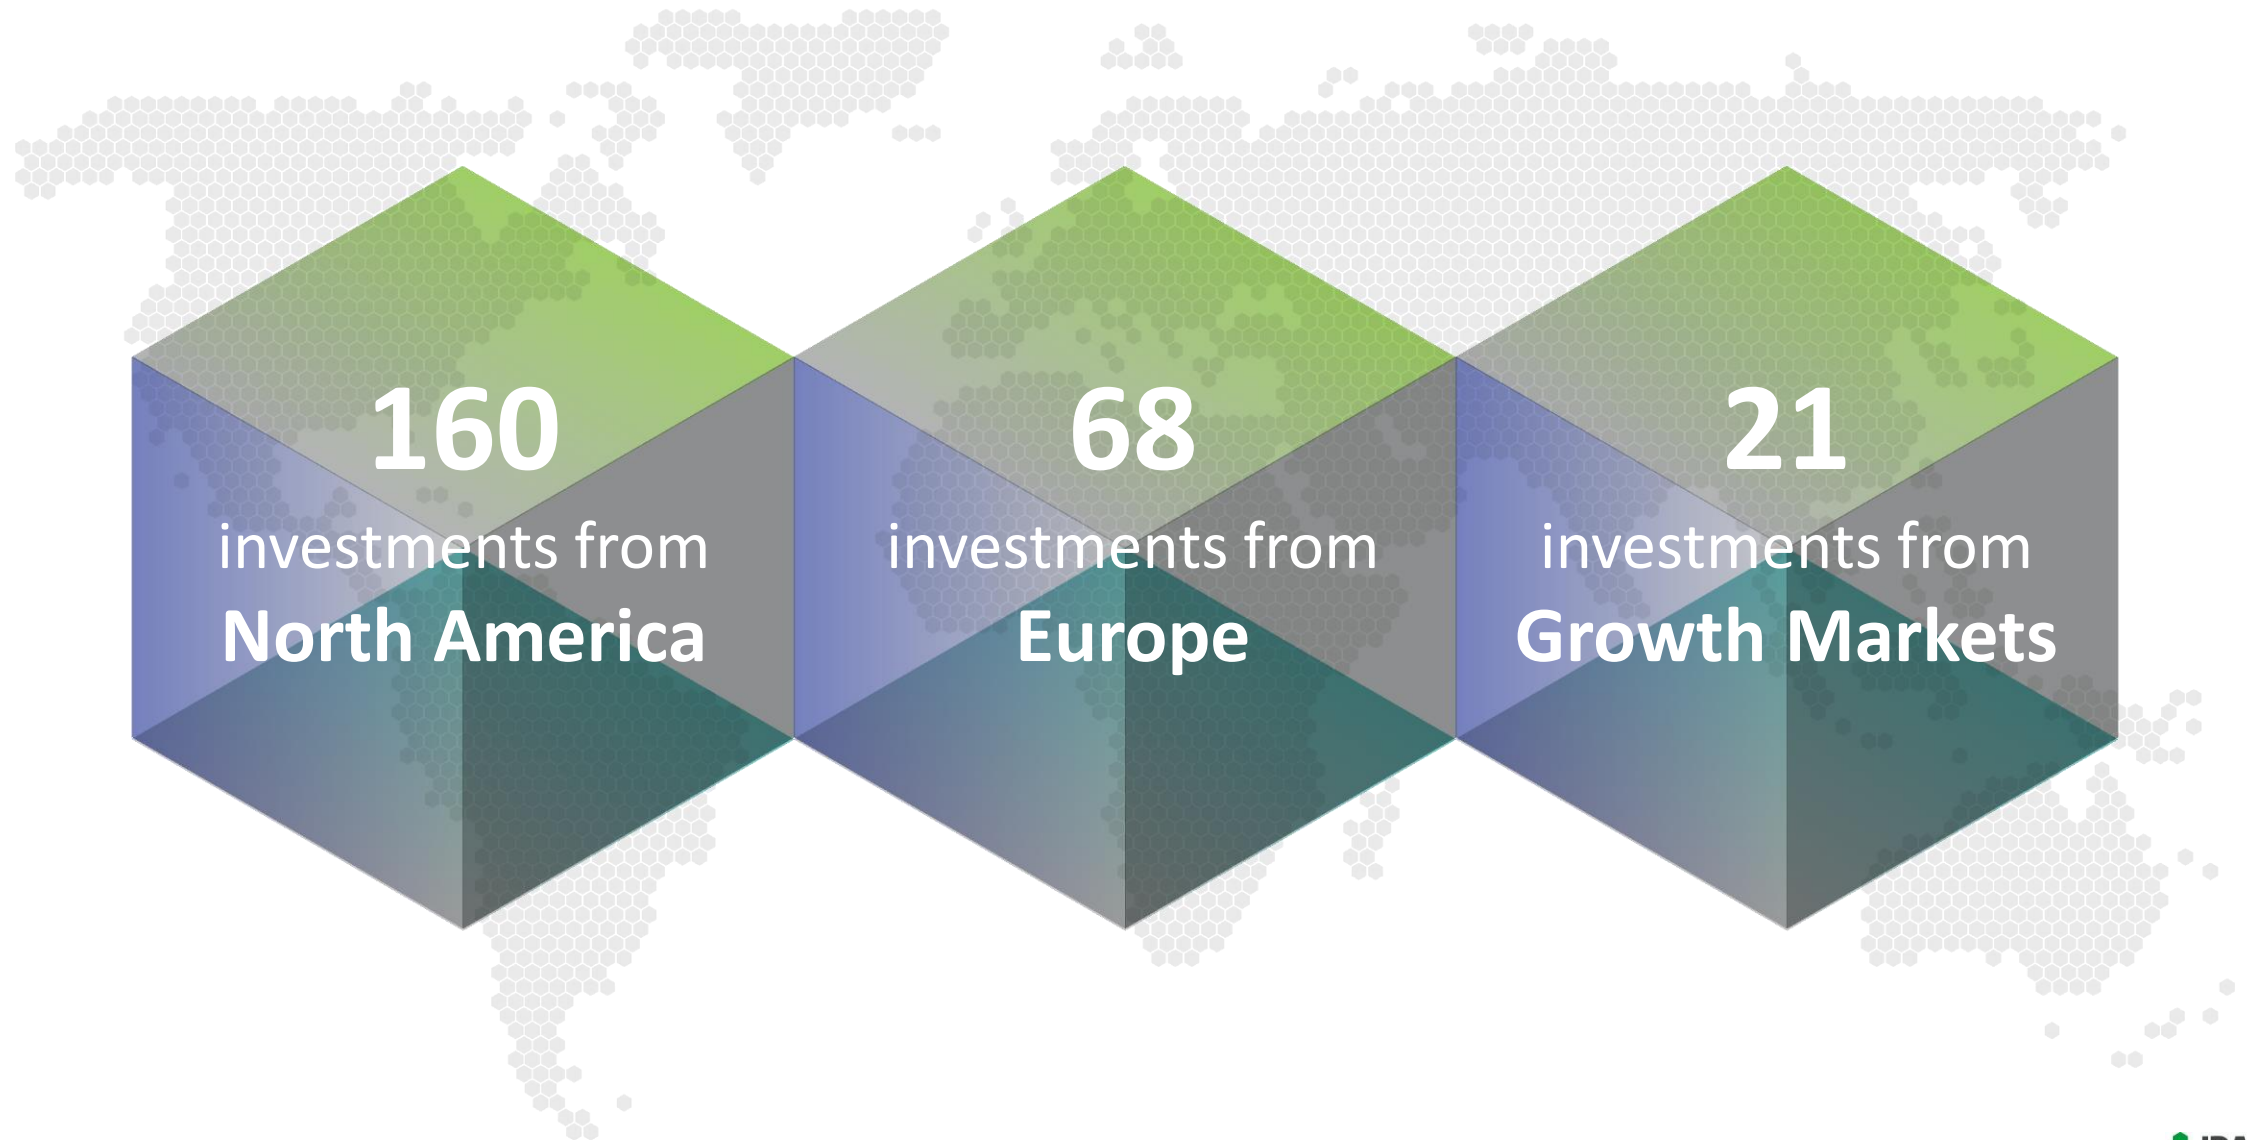 160
investments from
North America
68
investments from
Europe
21
investments from
Growth Markets